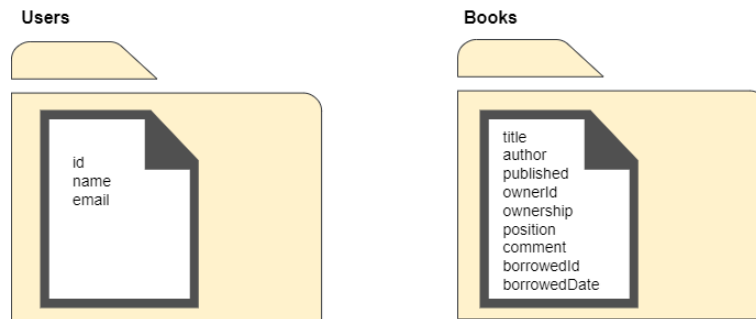 Users
id
name
email
Books
title
author
published
ownerId
ownership
position
comment
borrowedId
borrowedDate